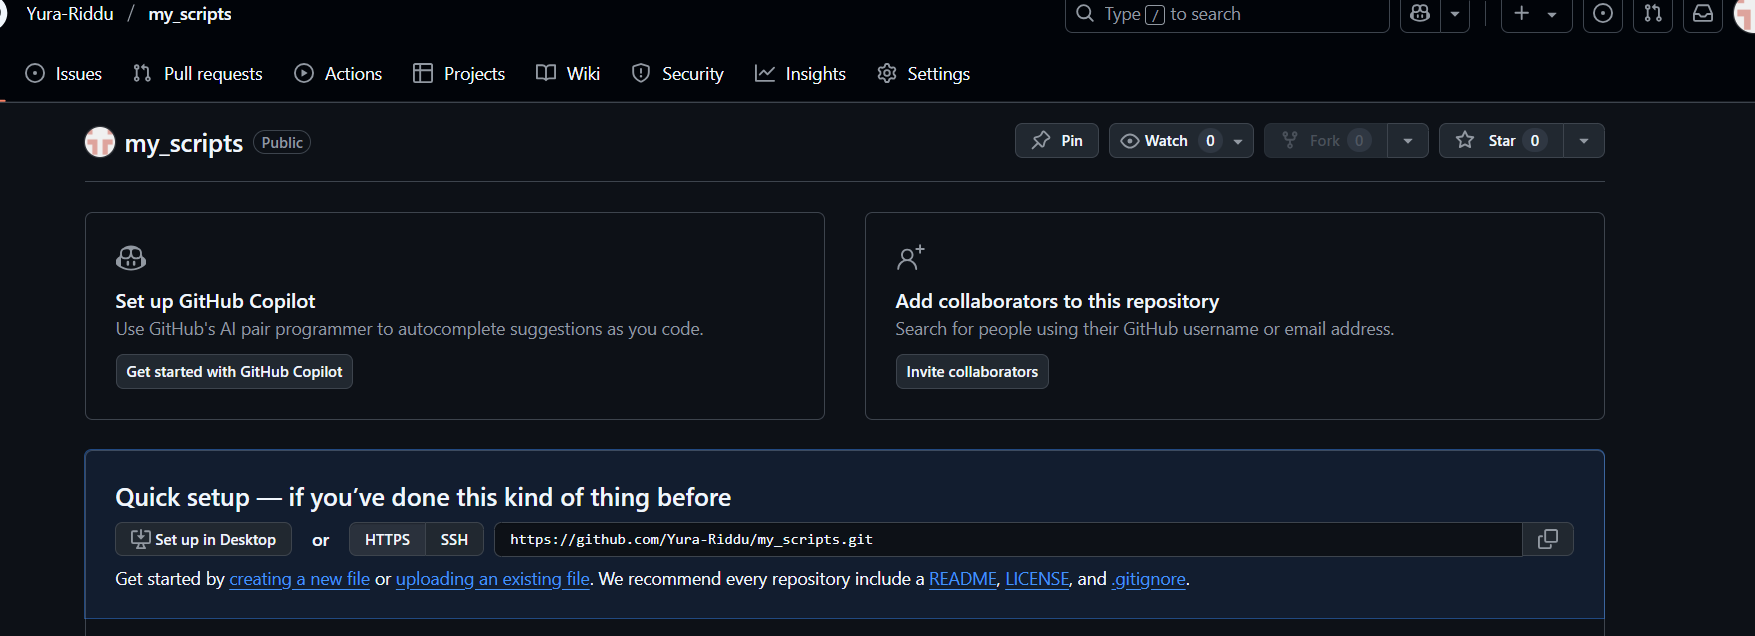 Yura-Riddu / my_scripts
Type / to search
Issues Pull requests Actions Projects Wiki Security Insights Settings
my_scripts Public
Pin Watch 0 Fork 0 Star 0
Set up GitHub Copilot
Use GitHub's AI pair programmer to autocomplete suggestions as you code.
Get started with GitHub Copilot
Add collaborators to this repository
Search for people using their GitHub username or email address.
Invite collaborators
Quick setup — if you’ve done this kind of thing before
Set up in Desktop or HTTPS SSH https://github.com/Yura-Riddu/my_scripts.git
Get started by creating a new file or uploading an existing file. We recommend every repository include a README, LICENSE, and .gitignore.